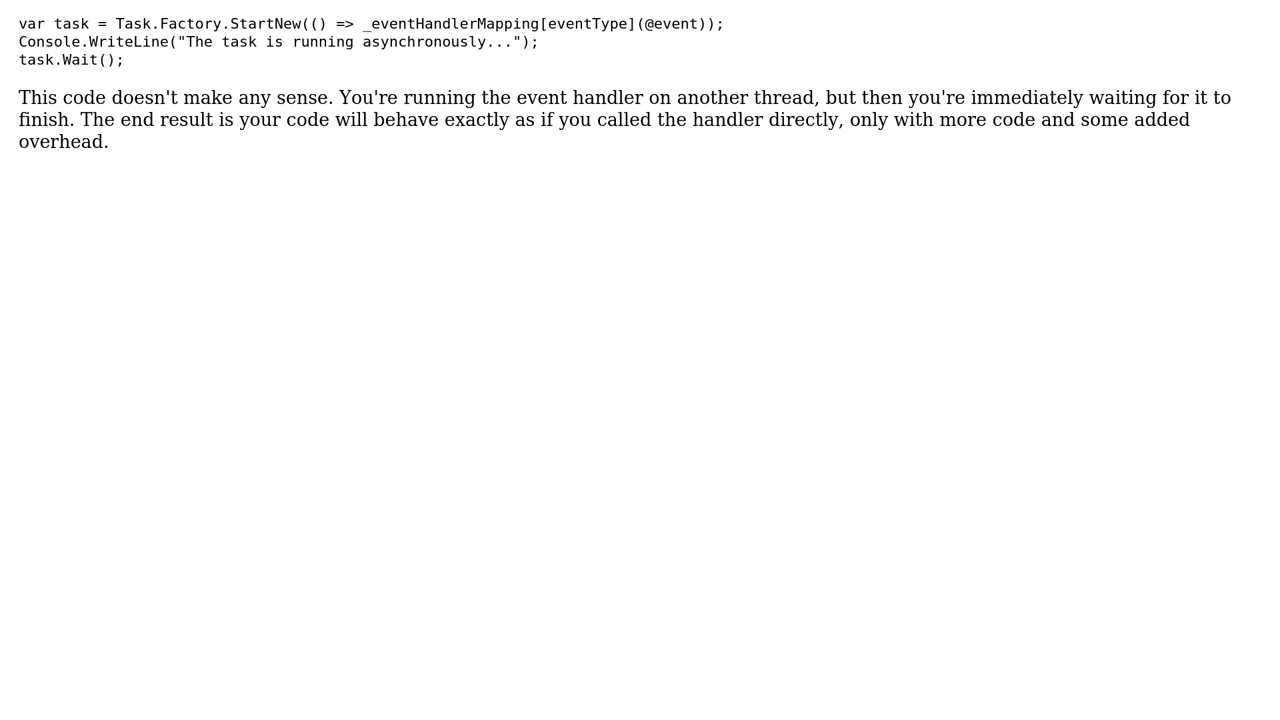 var task = Task.Factory.StartNew(() => _eventHandlerMapping[eventType](@event));
Console.WriteLine("The task is running asynchronously...");
task.Wait();
This code doesn't make any sense. You're running the event handler on another thread, but then you're immediately waiting for it to
finish. The end result is your code will behave exactly as if you called the handler directly, only with more code and some added
overhead.